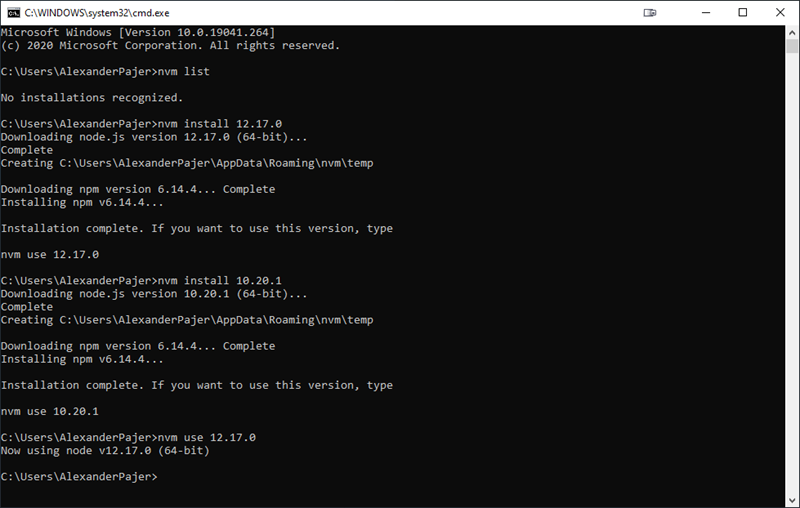 C:\WINDOWS\system32\cmd.exe
Microsoft Windows [Version 10.0.19041.264]
(c) 2020 Microsoft Corporation. All rights reserved.
C:\Users\AlexanderPajer>nvm list
No installations recognized.
C:\Users\AlexanderPajer>nvm install 12.17.0
Downloading node.js version 12.17.0 (64-bit)...
Complete
Creating C:\Users\AlexanderPajer\AppData\Roaming\nvm\temp
Downloading npm version 6.14.4... Complete
Installing npm v6.14.4...
Installation complete. If you want to use this version, type
nvm use 12.17.0
C:\Users\AlexanderPajer>nvm install 10.20.1
Downloading node.js version 10.20.1 (64-bit)...
Complete
Creating C:\Users\AlexanderPajer\AppData\Roaming\nvm\temp
Downloading npm version 6.14.4... Complete
Installing npm v6.14.4...
Installation complete. If you want to use this version, type
nvm use 10.20.1
C:\Users\AlexanderPajer>nvm use 12.17.0
Now using node v12.17.0 (64-bit)
C:\Users\AlexanderPajer>